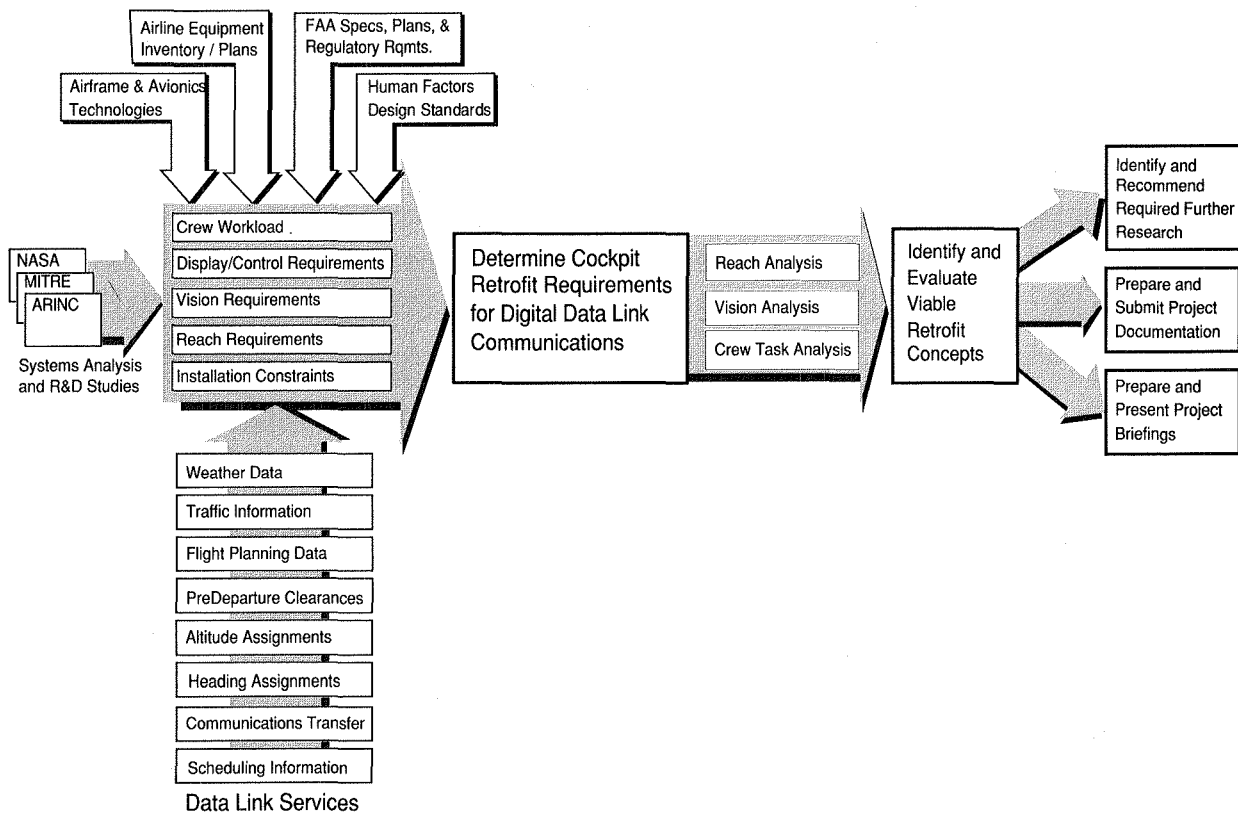 Airline Equipment
Inventory / Plans
FAA Specs, Plans, &
Regulatory Rqmts.
Airframe & Avionics
Technologies
Human Factors
Design Standards
NASA
MITRE
ARINC
Systems Analysis
and R&D Studies
Crew Workload
Display/Control Requirements
Vision Requirements
Reach Requirements
Installation Constraints
Determine Cockpit
Retrofit Requirements
for Digital Data Link
Communications
Reach Analysis
Vision Analysis
Crew Task Analysis
Identify and
Evaluate
Viable
Retrofit
Concepts
Identify and
Recommend
Required Further
Research
Prepare and
Submit Project
Documentation
Prepare and
Present Project
Briefings
Weather Data
Traffic Information
Flight Planning Data
PreDeparture Clearances
Altitude Assignments
Heading Assignments
Communications Transfer
Scheduling Information
Data Link Services